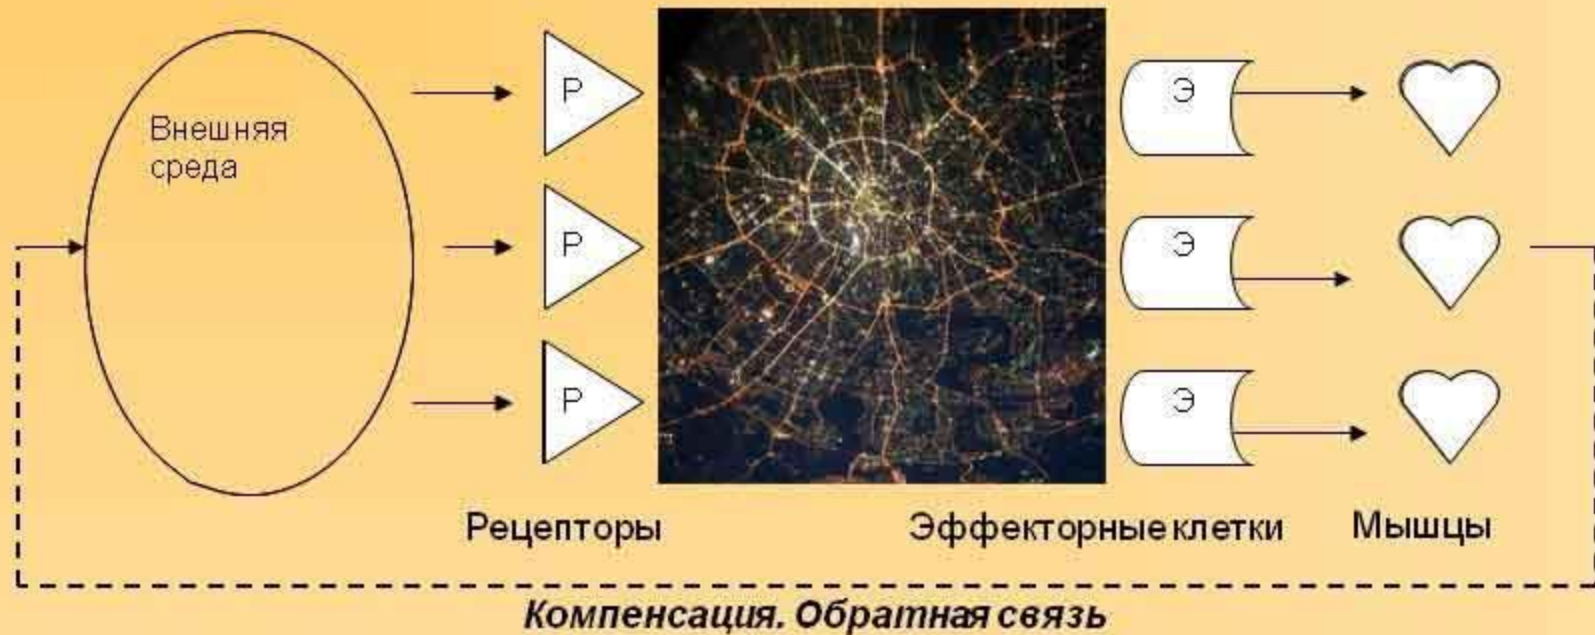 Внешняя
среда
Р
Р
Р
Э
Э
Э
Рецепторы
Эффекторные клетки
Мышцы
Компенсация. Обратная связь